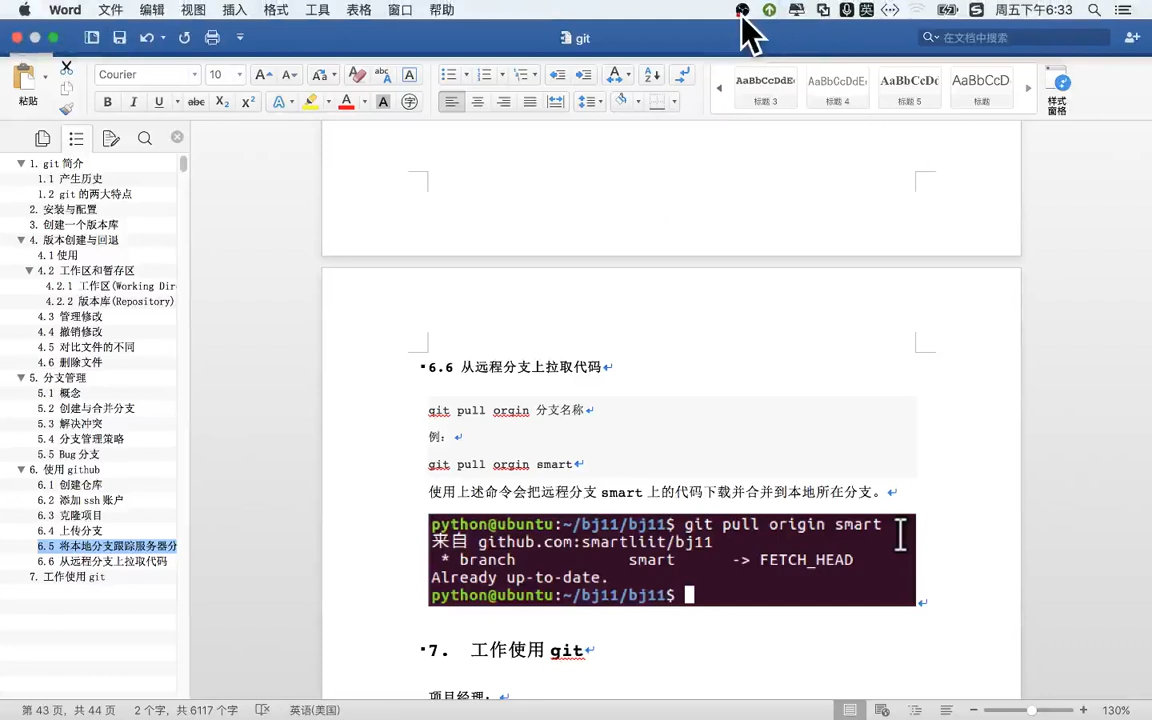 Word 文件 编辑 视图 插入 格式 工具 表格 窗口 帮助 英 周五下午6:33
git
在文档中搜索
粘贴
Courier 10
AaBbCcDdEe AaBbCcDdEe AaBbCcDc AaBbCcD
标题 3 标题 4 标题 5 标题
样式
窗格
1. git 简介
1.1 产生历史
1.2 git 的两大特点
2. 安装与配置
3. 创建一个版本库
4. 版本创建与回退
4.1 使用
4.2 工作区和暂存区
4.2.1 工作区(Working Dir
4.2.2 版本库(Repository)
4.3 管理修改
4.4 撤销修改
4.5 对比文件的不同
4.6 删除文件
5. 分支管理
5.1 概念
5.2 创建与合并分支
5.3 解决冲突
5.4 分支管理策略
5.5 Bug 分支
6. 使用 github
6.1 创建仓库
6.2 添加 ssh 账户
6.3 克隆项目
6.4 上传分支
6.5 将本地分支跟踪服务器分
6.6 从远程分支上拉取代码
7. 工作使用 git
6.6 从远程分支上拉取代码
git pull orgin 分支名称
例：
git pull orgin smart
使用上述命令会把远程分支 smart 上的代码下载并合并到本地所在分支。
python@ubuntu:~/bj11/bj11$ git pull origin smart
来自 github.com:smartliit/bj11
* branch smart -> FETCH_HEAD
Already up-to-date.
python@ubuntu:~/bj11/bj11$
7. 工作使用 git
项目经理：
第 43 页，共 44 页 2 个字，共 6117 个字 英语(美国) 130%